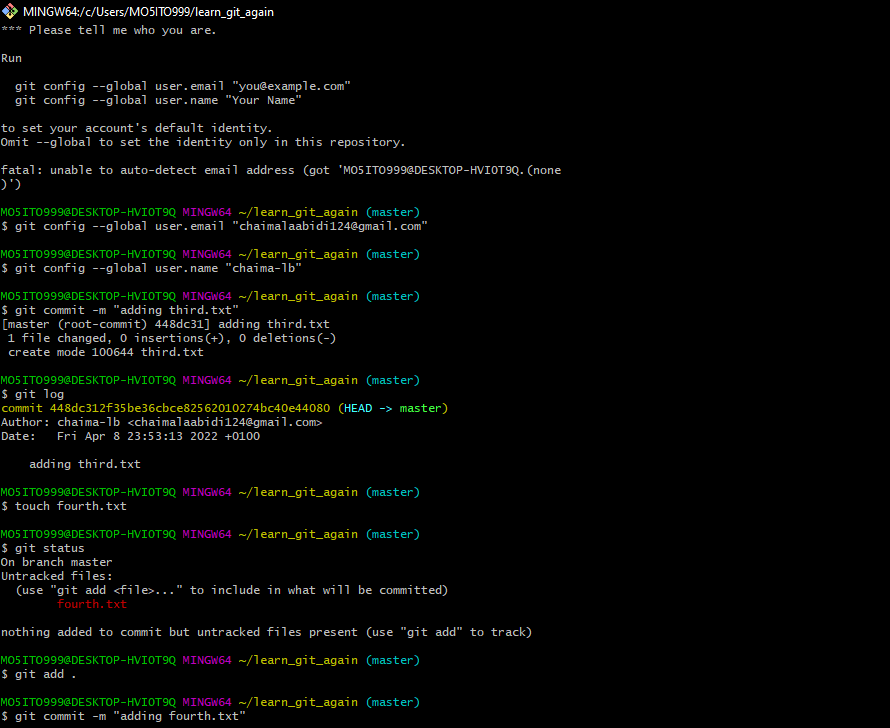 MINGW64:/c/Users/MO5ITO999/learn_git_again
*** Please tell me who you are.
Run
  git config --global user.email "you@example.com"
  git config --global user.name "Your Name"
to set your account's default identity.
Omit --global to set the identity only in this repository.
fatal: unable to auto-detect email address (got 'MO5ITO999@DESKTOP-HVIOT9Q.(none
)')
MO5ITO999@DESKTOP-HVIOT9Q MINGW64 ~/learn_git_again (master)
$ git config --global user.email "chaimalaabidi124@gmail.com"
MO5ITO999@DESKTOP-HVIOT9Q MINGW64 ~/learn_git_again (master)
$ git config --global user.name "chaima-lb"
MO5ITO999@DESKTOP-HVIOT9Q MINGW64 ~/learn_git_again (master)
$ git commit -m "adding third.txt"
[master (root-commit) 448dc31] adding third.txt
 1 file changed, 0 insertions(+), 0 deletions(-)
 create mode 100644 third.txt
MO5ITO999@DESKTOP-HVIOT9Q MINGW64 ~/learn_git_again (master)
$ git log
commit 448dc312f35be36cbce82562010274bc40e44080 (HEAD -> master)
Author: chaima-lb <chaimalaabidi124@gmail.com>
Date:   Fri Apr 8 23:53:13 2022 +0100
    adding third.txt
MO5ITO999@DESKTOP-HVIOT9Q MINGW64 ~/learn_git_again (master)
$ touch fourth.txt
MO5ITO999@DESKTOP-HVIOT9Q MINGW64 ~/learn_git_again (master)
$ git status
On branch master
Untracked files:
  (use "git add <file>..." to include in what will be committed)
        fourth.txt
nothing added to commit but untracked files present (use "git add" to track)
MO5ITO999@DESKTOP-HVIOT9Q MINGW64 ~/learn_git_again (master)
$ git add .
MO5ITO999@DESKTOP-HVIOT9Q MINGW64 ~/learn_git_again (master)
$ git commit -m "adding fourth.txt"